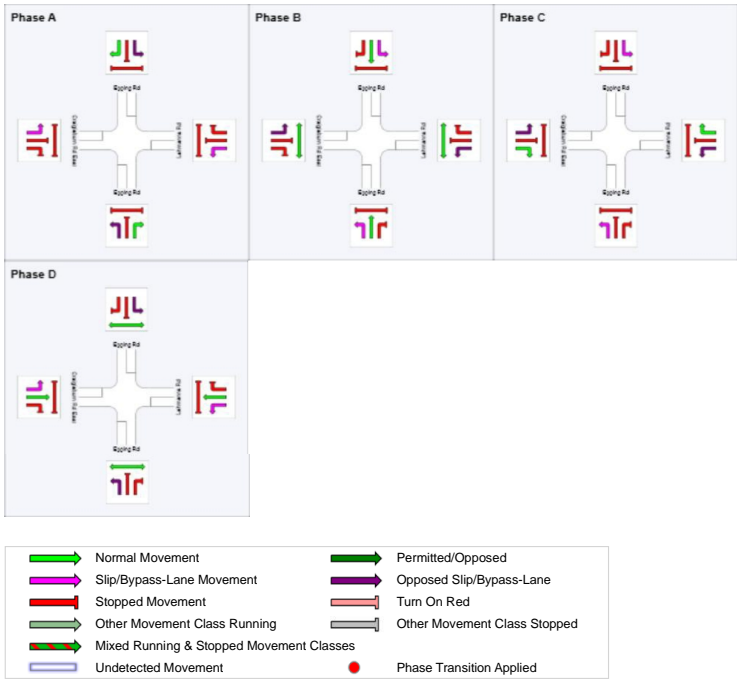 Phase A
Phase B
Phase C
Epping Rd
Epping Rd
Epping Rd
Epping Rd
Epping Rd
Epping Rd
Phase D
Epping Rd
Epping Rd
Normal Movement
Permitted/Opposed
Slip/Bypass-Lane Movement
Opposed Slip/Bypass-Lane
Stopped Movement
Turn On Red
Other Movement Class Running
Other Movement Class Stopped
Mixed Running & Stopped Movement Classes
Undetected Movement
Phase Transition Applied